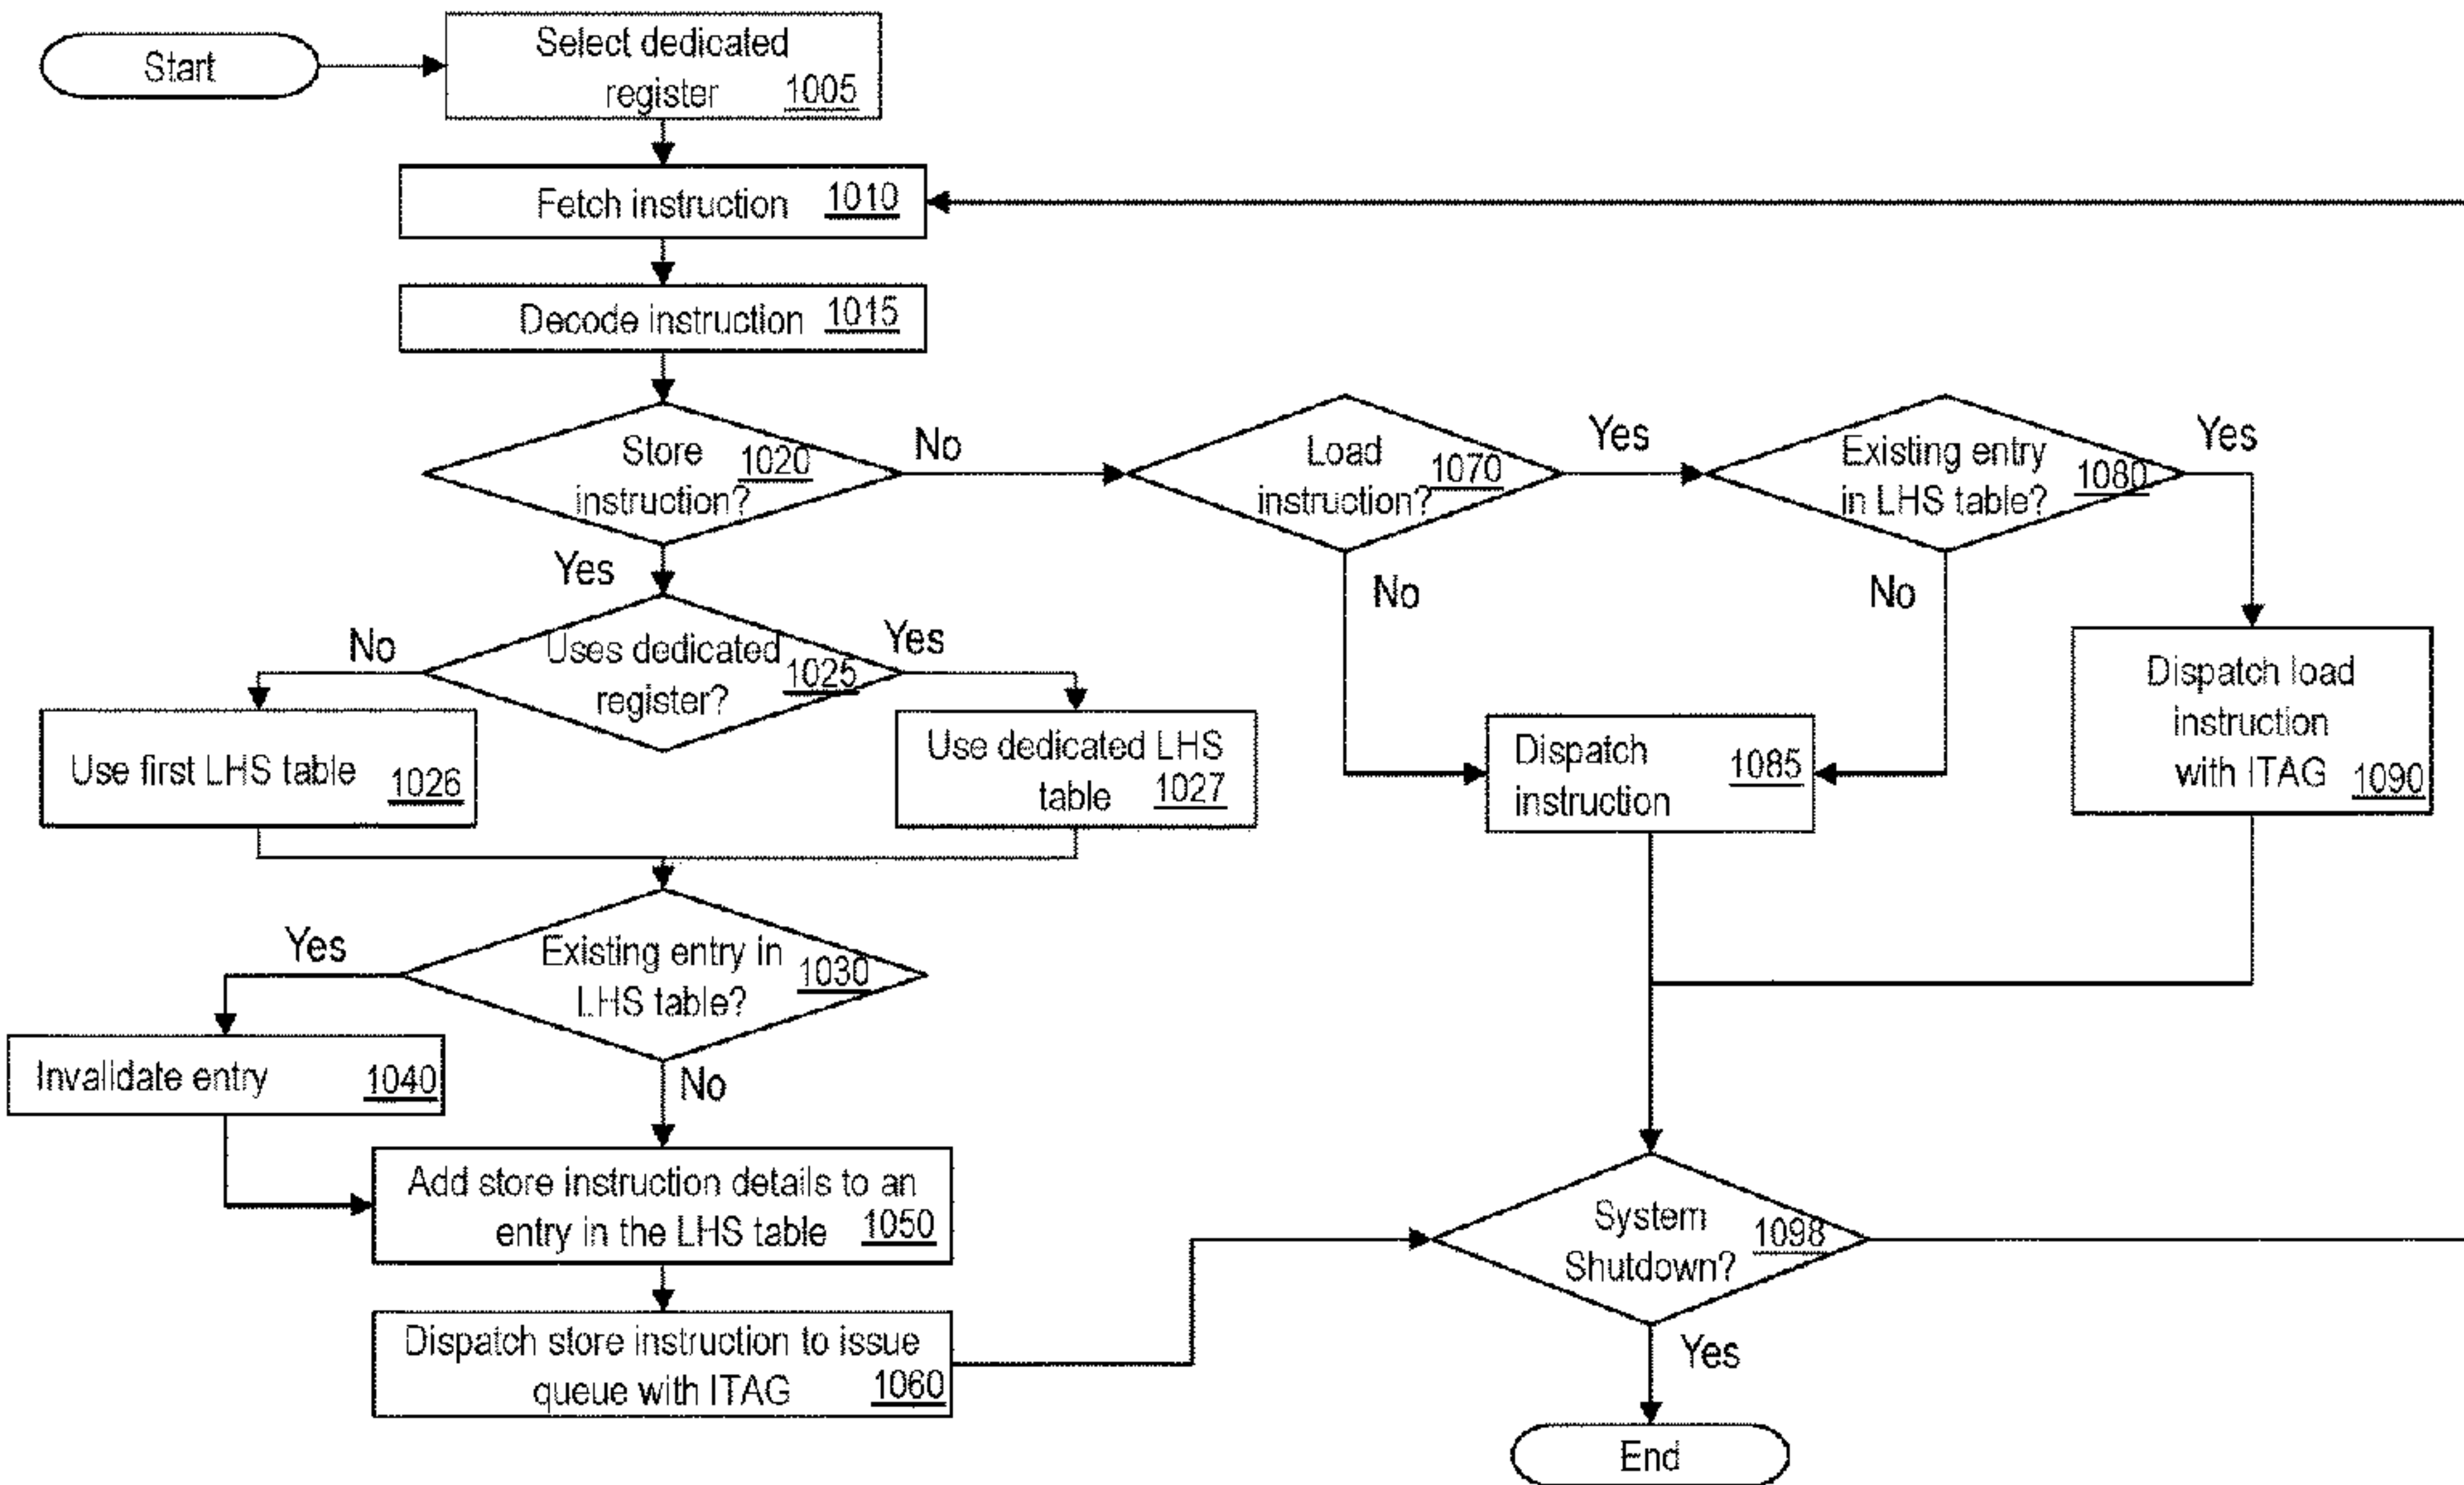 Start
Select dedicated
register 1005
Fetch instruction 1010
Decode instruction 1015
Store
instruction? 1020
No
Yes
Load
instruction? 1070
Yes
No
Existing entry
in LHS table? 1080
Yes
No
Uses dedicated
register? 1025
No
Yes
Use first LHS table 1026
Use dedicated LHS
table 1027
Dispatch
instruction 1085
Dispatch load
instruction
with ITAG 1090
Existing entry in
LHS table? 1030
Yes
No
Invalidate entry 1040
Add store instruction details to an
entry in the LHS table 1050
Dispatch store instruction to issue
queue with ITAG 1060
System
Shutdown? 1098
Yes
End